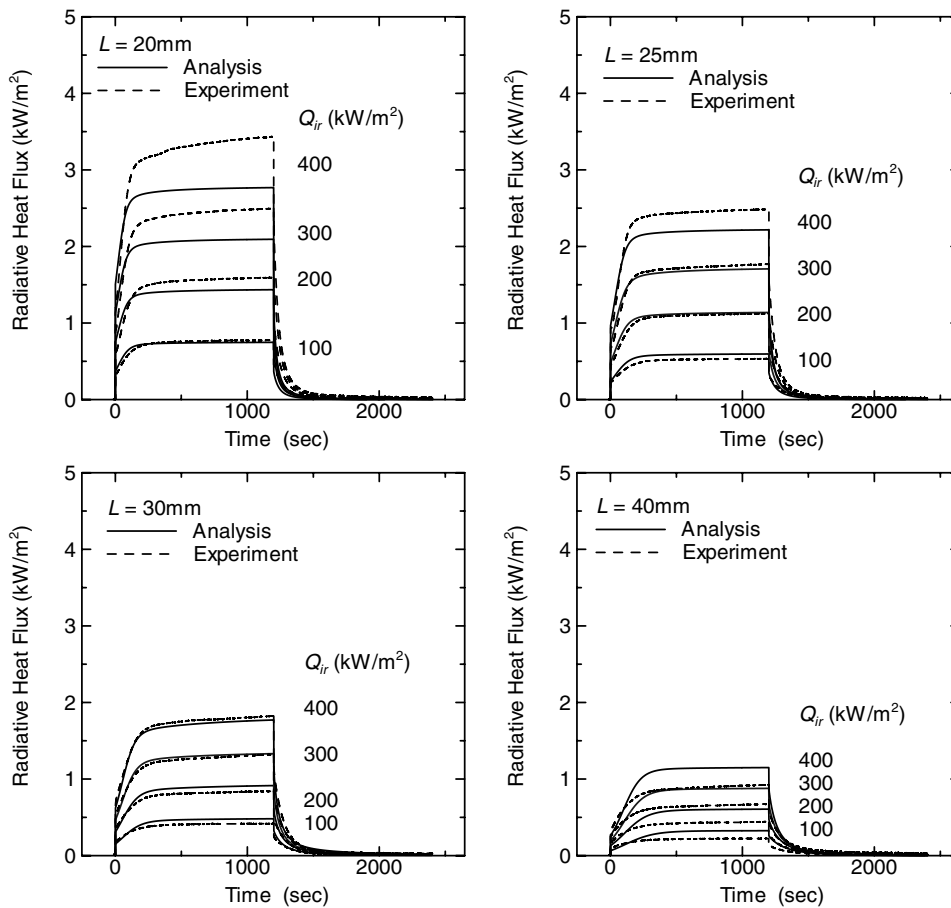 L = 20mm
Analysis
Experiment
Q_ir (kW/m²)
400
300
200
100
5
4
3
2
1
0
Radiative Heat Flux (kW/m²)
0 1000 2000
Time (sec)
L = 25mm
Analysis
Experiment
Q_ir (kW/m²)
400
300
200
100
5
4
3
2
1
0
Radiative Heat Flux (kW/m²)
0 1000 2000
Time (sec)
L = 30mm
Analysis
Experiment
Q_ir (kW/m²)
400
300
200
100
5
4
3
2
1
0
Radiative Heat Flux (kW/m²)
0 1000 2000
Time (sec)
L = 40mm
Analysis
Experiment
Q_ir (kW/m²)
400
300
200
100
5
4
3
2
1
0
Radiative Heat Flux (kW/m²)
0 1000 2000
Time (sec)